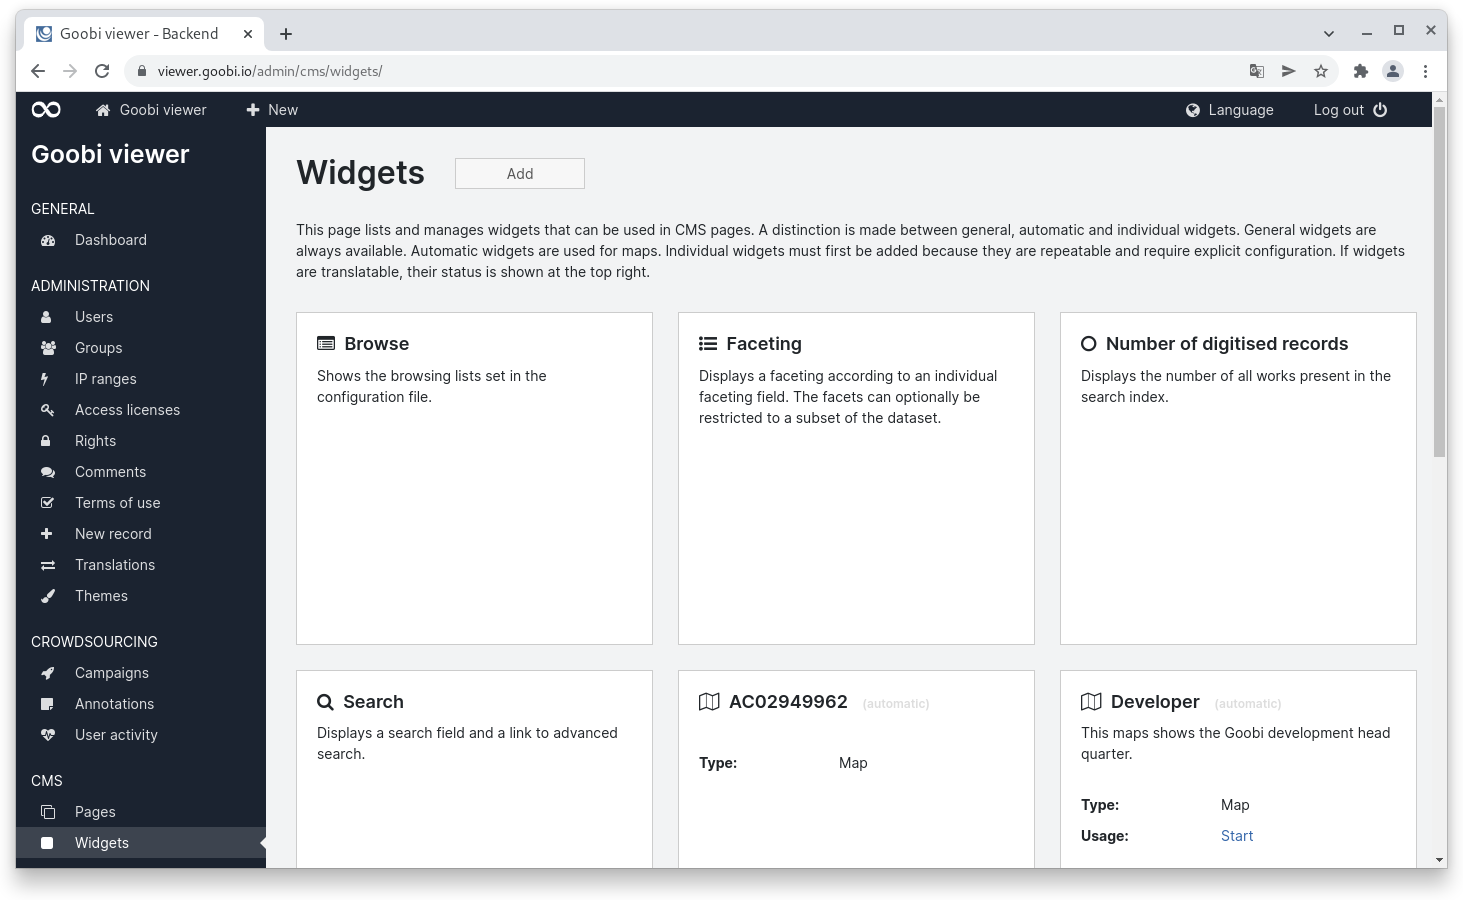 Goobi viewer - Backend
viewer.goobi.io/admin/cms/widgets/
Goobi viewer
New
Language
Log out
Goobi viewer
GENERAL
Dashboard
ADMINISTRATION
Users
Groups
IP ranges
Access licenses
Rights
Comments
Terms of use
New record
Translations
Themes
CROWDSOURCING
Campaigns
Annotations
User activity
CMS
Pages
Widgets
Widgets
Add
This page lists and manages widgets that can be used in CMS pages. A distinction is made between general, automatic and individual widgets. General widgets are
always available. Automatic widgets are used for maps. Individual widgets must first be added because they are repeatable and require explicit configuration. If widgets
are translatable, their status is shown at the top right.
Browse
Shows the browsing lists set in the
configuration file.
Faceting
Displays a faceting according to an individual
faceting field. The facets can optionally be
restricted to a subset of the dataset.
Number of digitised records
Displays the number of all works present in the
search index.
Search
Displays a search field and a link to advanced
search.
AC02949962 (automatic)
Type: Map
Developer (automatic)
This maps shows the Goobi development head
quarter.
Type: Map
Usage: Start